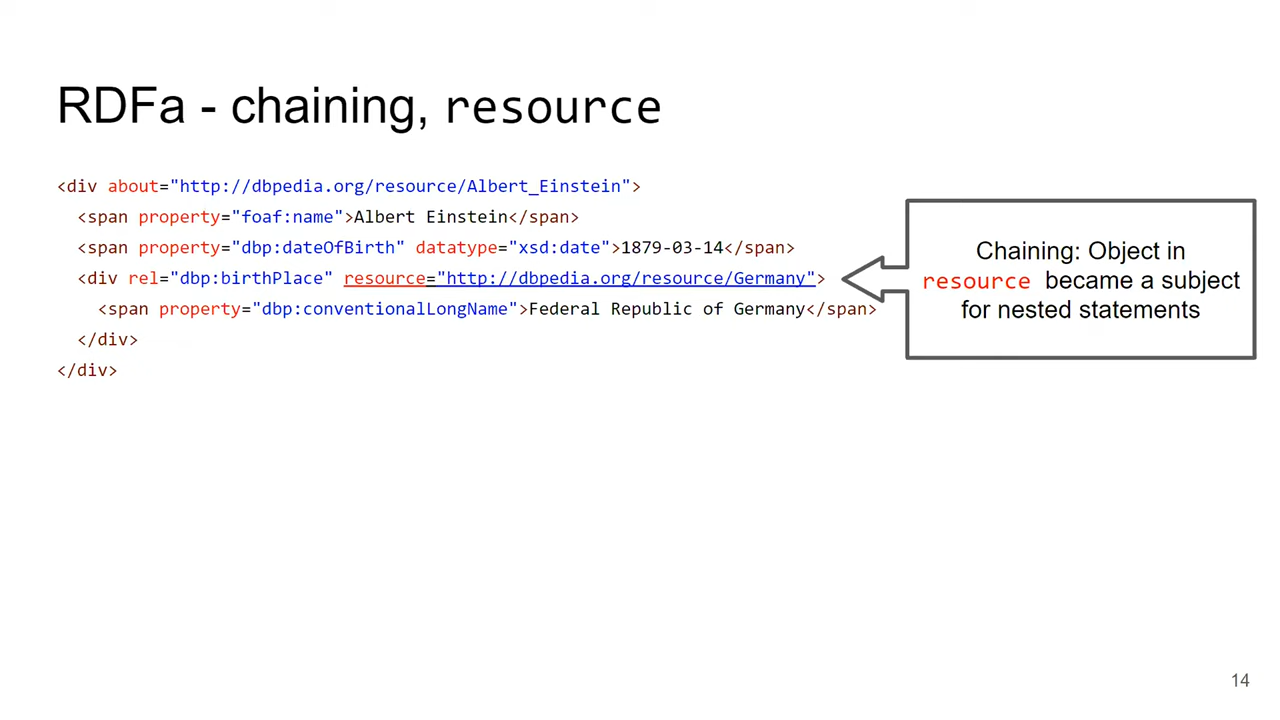 RDFa - chaining, resource
<div about="http://dbpedia.org/resource/Albert_Einstein">
<span property="foaf:name">Albert Einstein</span>
<span property="dbp:dateOfBirth" datatype="xsd:date">1879-03-14</span>
<div rel="dbp:birthPlace" resource="http://dbpedia.org/resource/Germany">
<span property="dbp:conventionalLongName">Federal Republic of Germany</span>
</div>
</div>
Chaining: Object in
resource became a subject
for nested statements
14